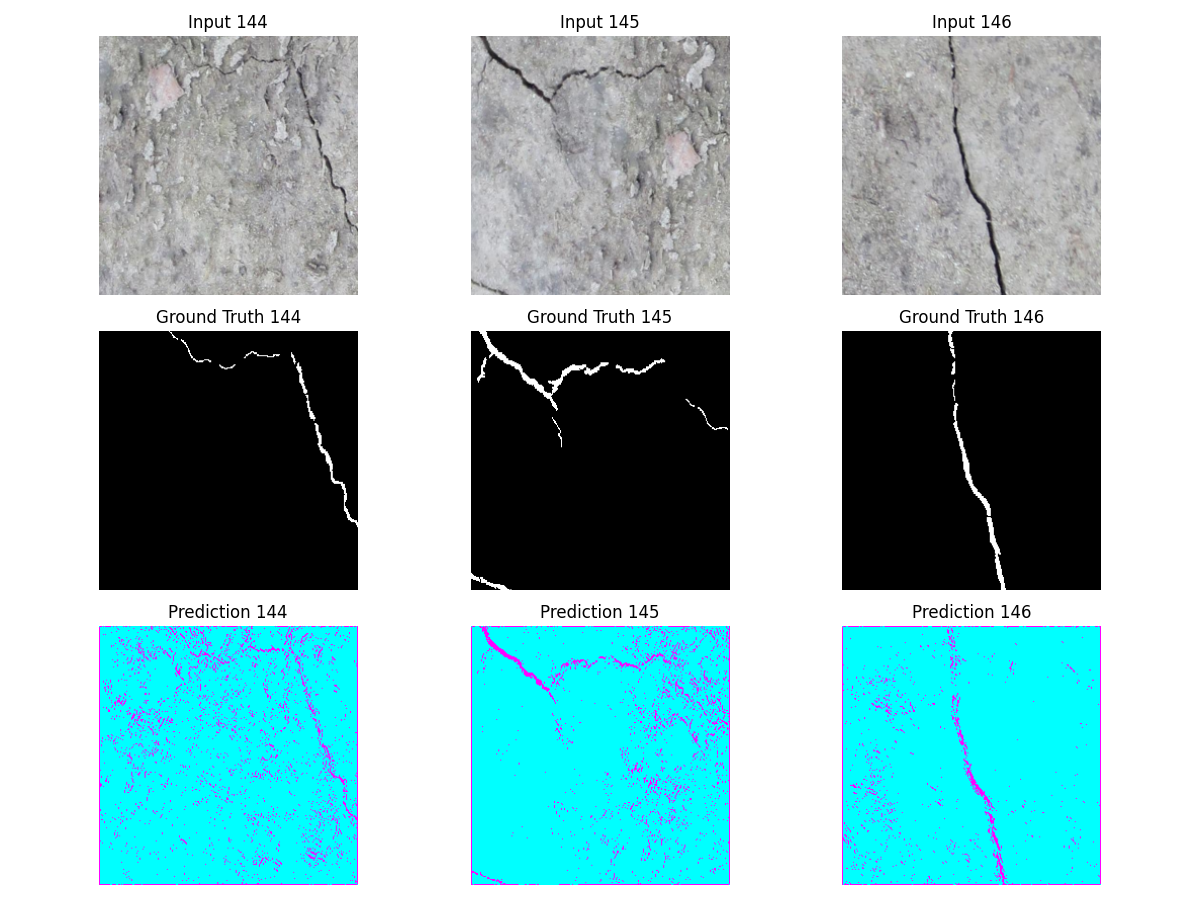 Input 144
Input 145
Input 146
Ground Truth 144
Ground Truth 145
Ground Truth 146
Prediction 144
Prediction 145
Prediction 146